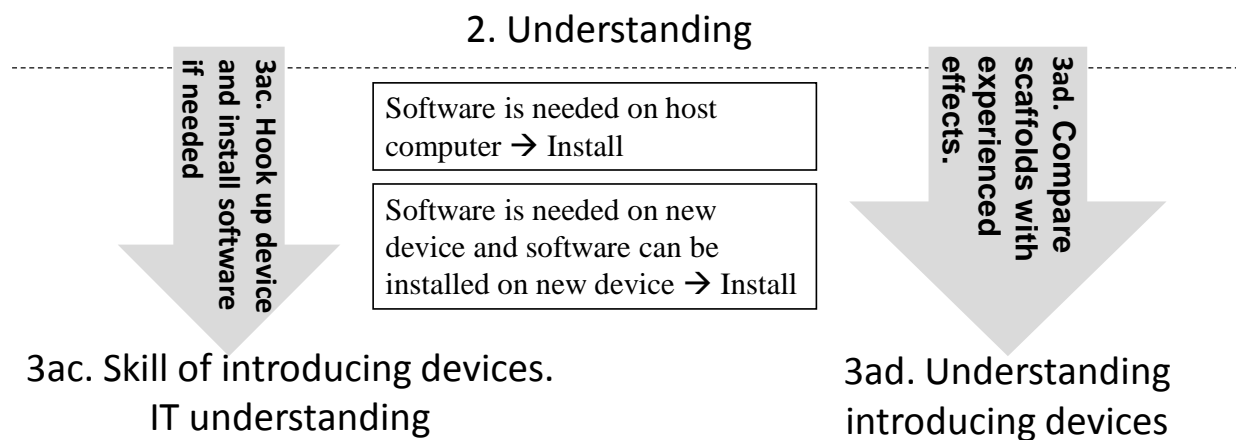 2. Understanding
3ac. Hook up device
and install software
if needed
Software is needed on host
computer → Install
Software is needed on new
device and software can be
installed on new device → Install
3ad. Compare
scaffolds with
experienced
effects.
3ac. Skill of introducing devices.
IT understanding
3ad. Understanding
introducing devices